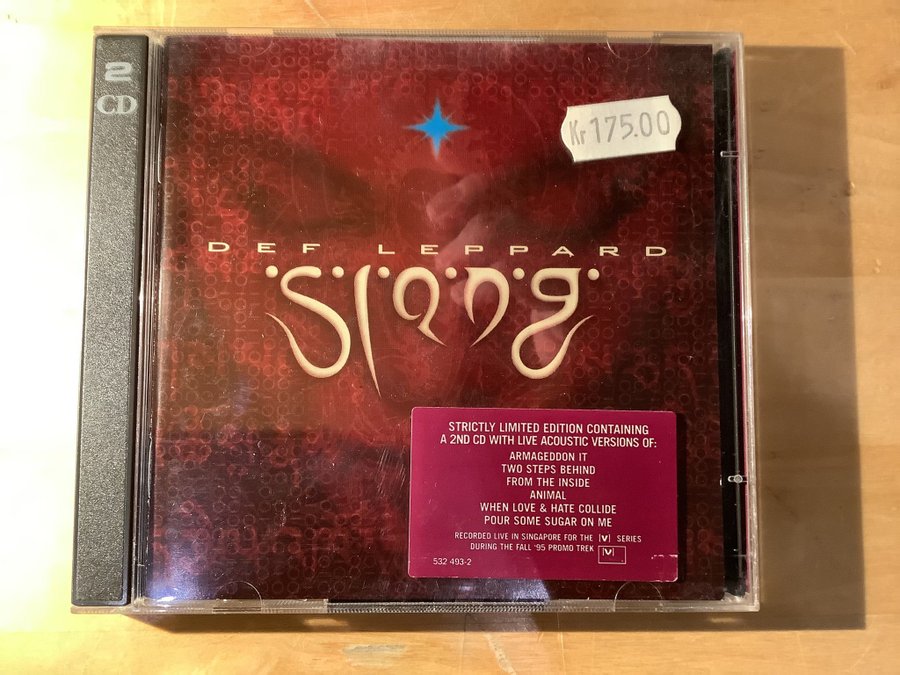 2
CD
Kr 175.00
DEF LEPPARD
Slang
STRICTLY LIMITED EDITION CONTAINING
A 2ND CD WITH LIVE ACOUSTIC VERSIONS OF:
ARMAGEDDON IT
TWO STEPS BEHIND
FROM THE INSIDE
ANIMAL
WHEN LOVE & HATE COLLIDE
POUR SOME SUGAR ON ME
RECORDED LIVE IN SINGAPORE FOR THE [V] SERIES
DURING THE FALL '95 PROMO TREK [V]
532 493-2